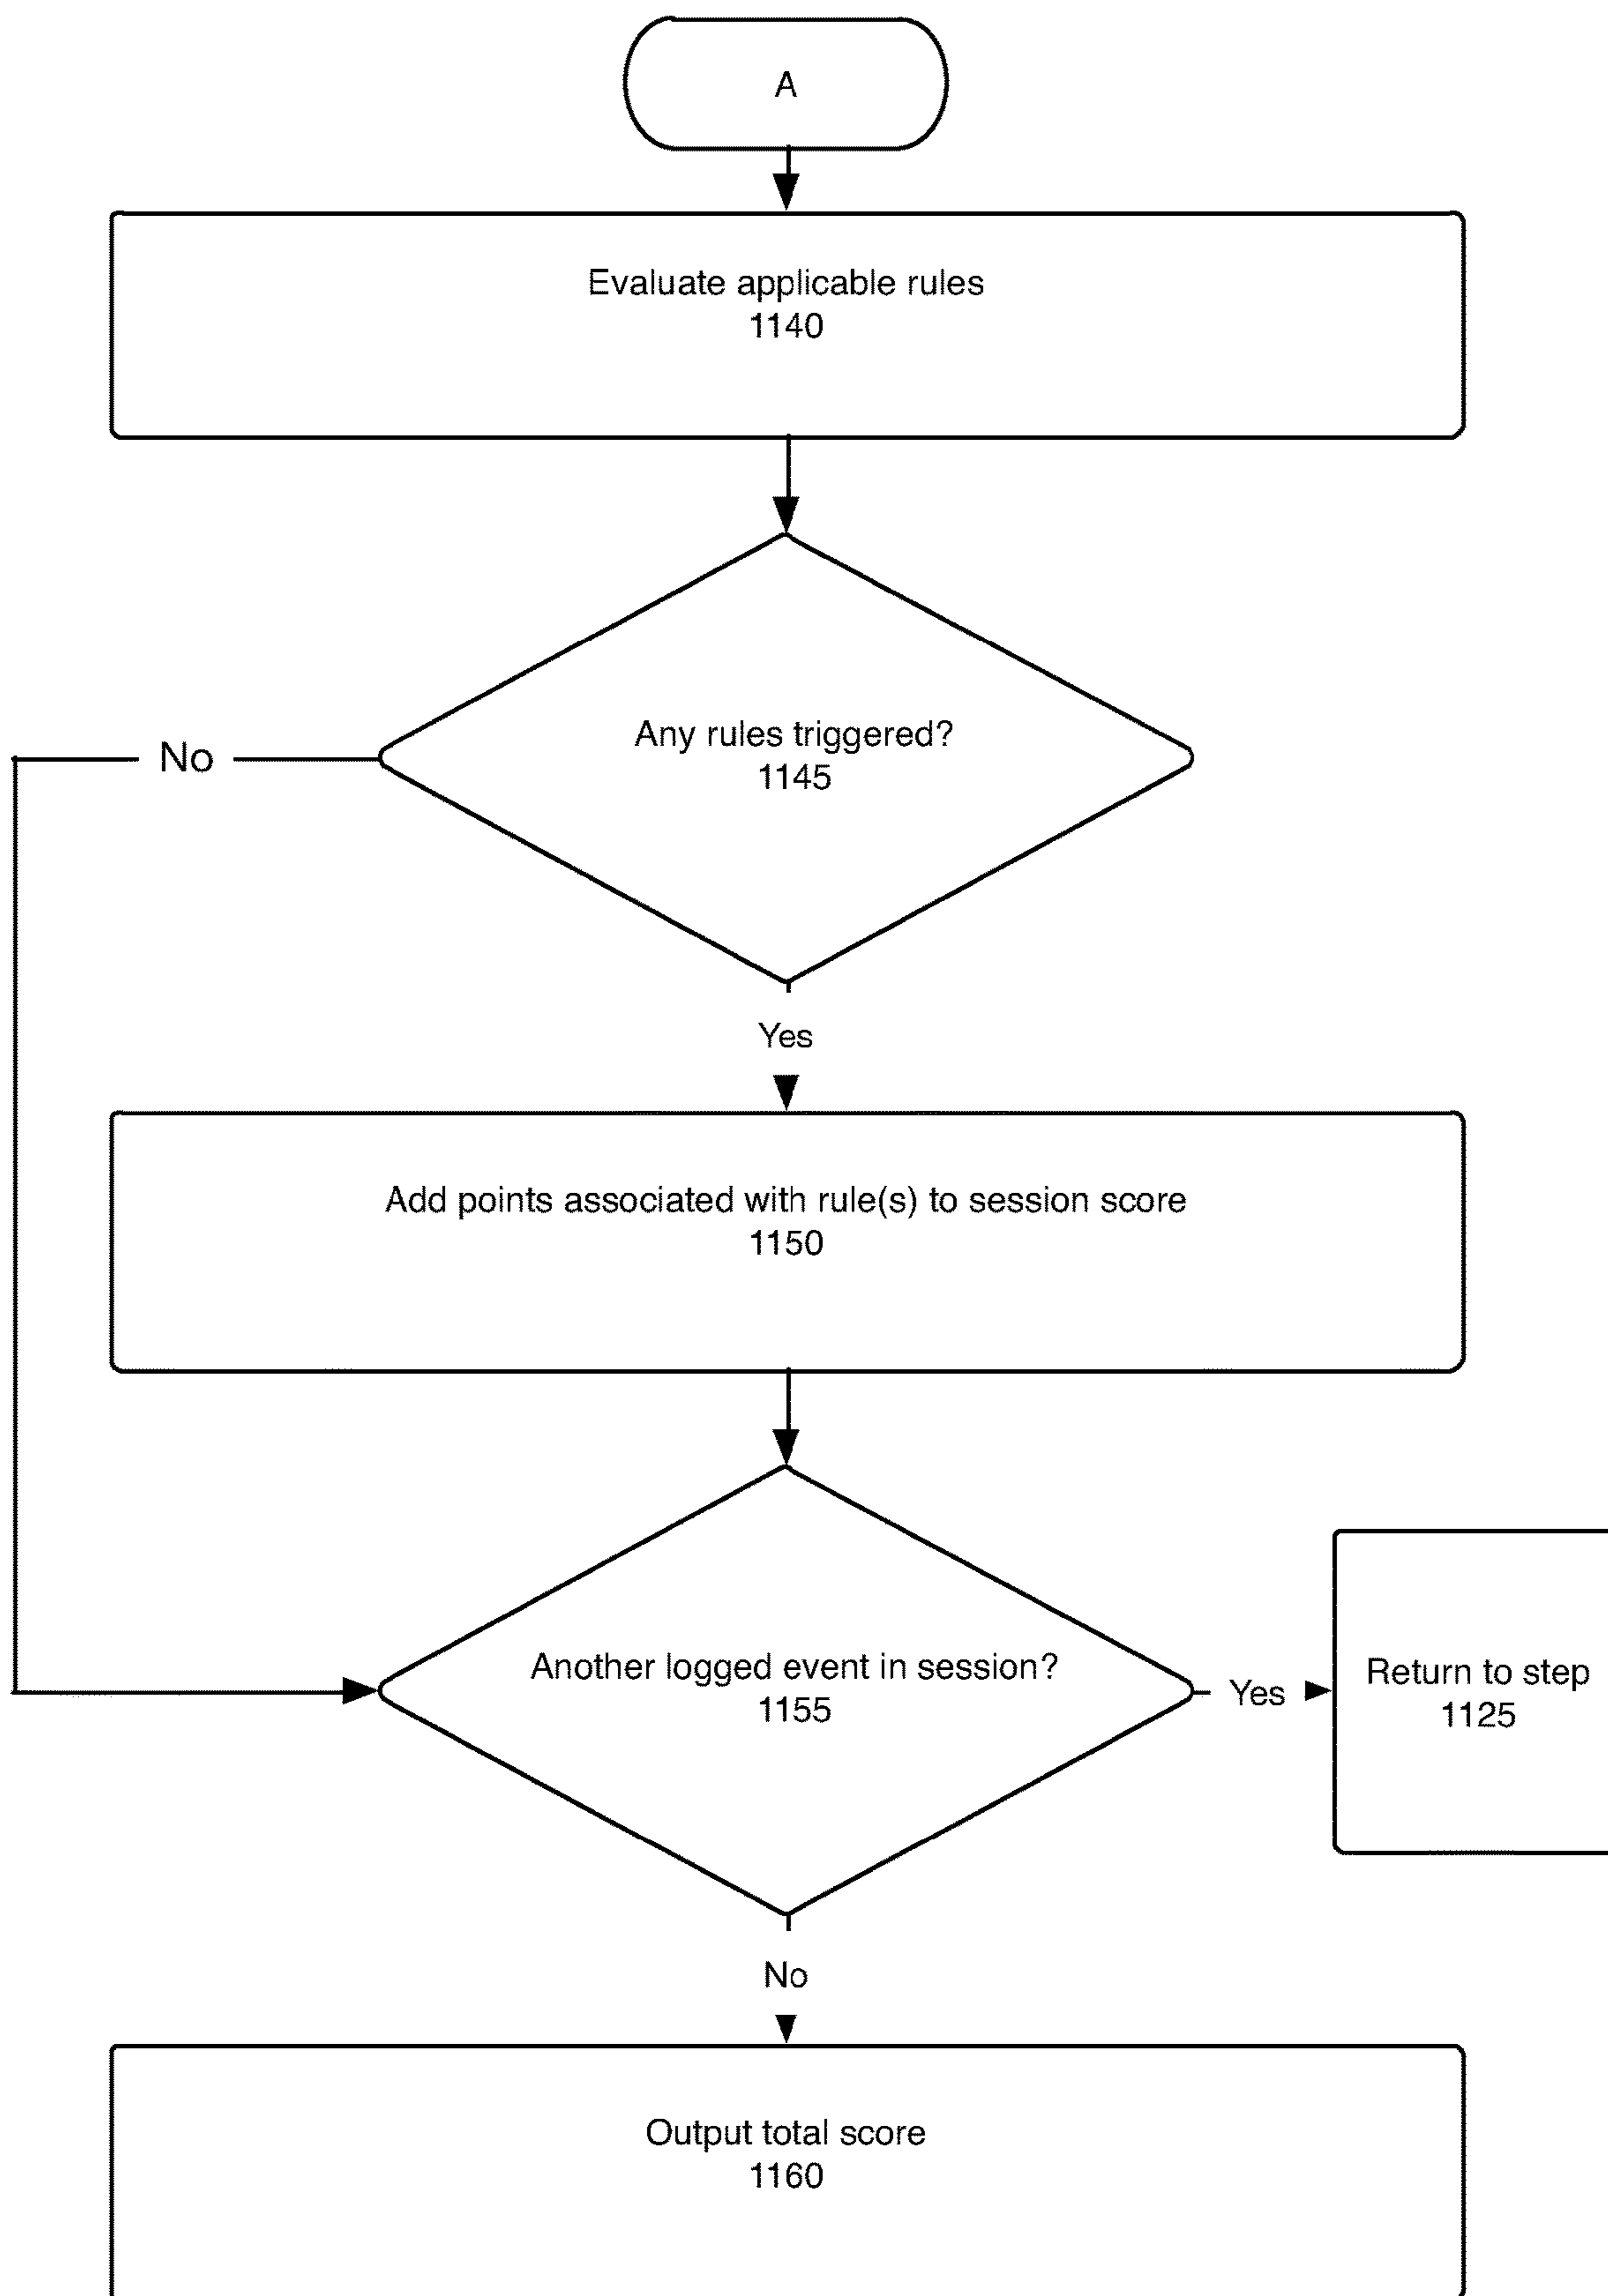 A
Evaluate applicable rules
1140
Any rules triggered?
1145
No
Yes
Add points associated with rule(s) to session score
1150
Another logged event in session?
1155
Yes
Return to step
1125
No
Output total score
1160